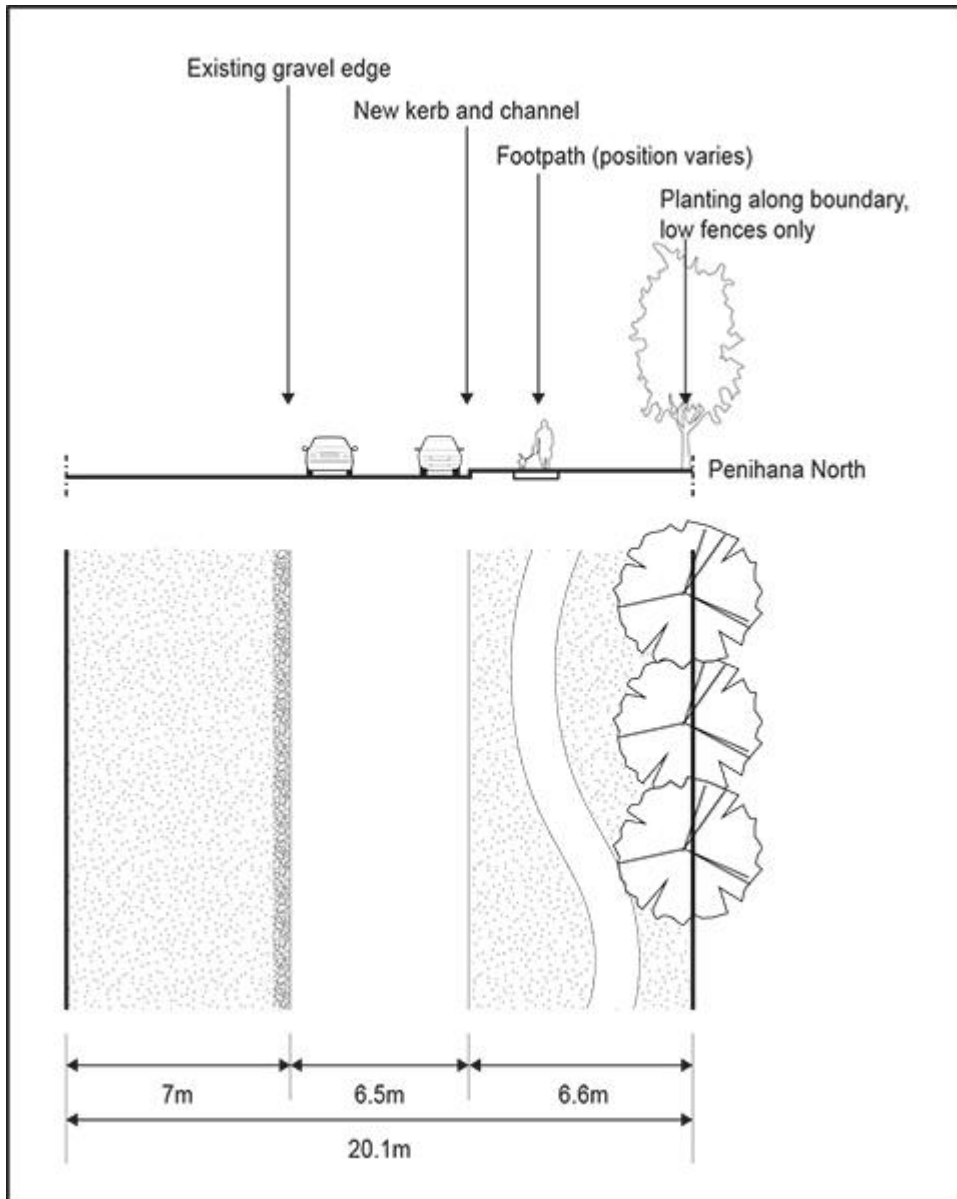 Existing gravel edge
New kerb and channel
Footpath (position varies)
Planting along boundary,
low fences only
Penihana North
7m
6.5m
6.6m
20.1m